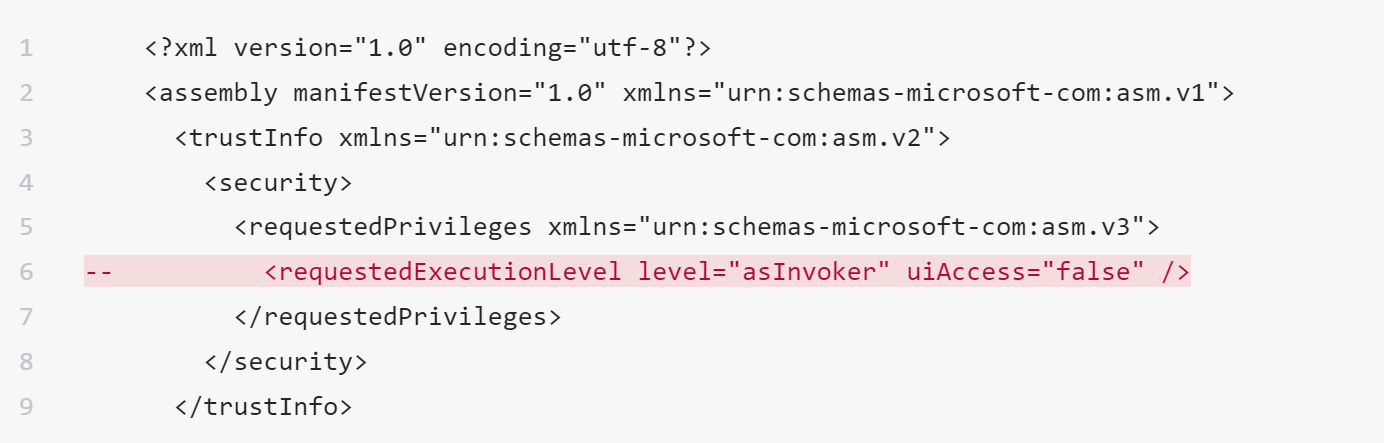 1 <?xml version="1.0" encoding="utf-8"?>
2 <assembly manifestVersion="1.0" xmlns="urn:schemas-microsoft-com:asm.v1">
3 <trustInfo xmlns="urn:schemas-microsoft-com:asm.v2">
4 <security>
5 <requestedPrivileges xmlns="urn:schemas-microsoft-com:asm.v3">
6 -- <requestedExecutionLevel level="asInvoker" uiAccess="false" />
7 </requestedPrivileges>
8 </security>
9 </trustInfo>